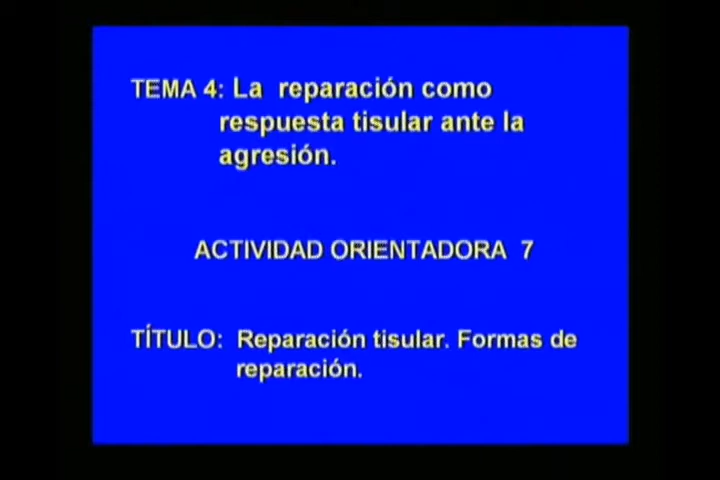 TEMA 4: La reparación como
respuesta tisular ante la
agresión.
ACTIVIDAD ORIENTADORA 7
TÍTULO: Reparación tisular. Formas de
reparación.